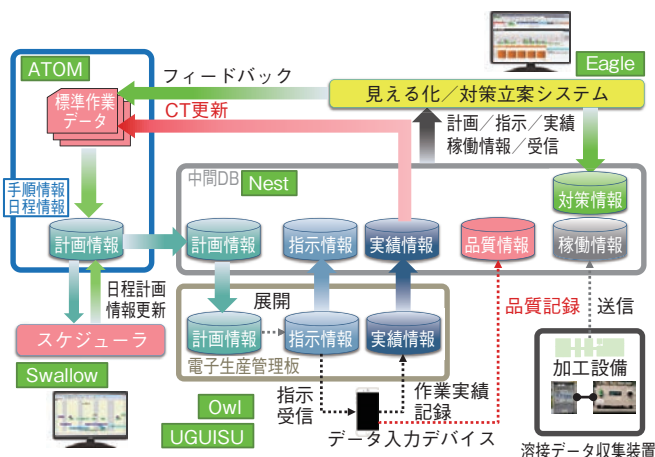 ATOM
Eagle
フィードバック
見える化／対策立案システム
標準作業
データ
CT更新
計画／指示／実績
稼働情報／受信
中間DB
Nest
手順情報
日程情報
対策情報
計画情報
計画情報
指示情報
実績情報
品質情報
稼働情報
日程計画
情報更新
展開
品質記録
送信
スケジューラ
計画情報
指示情報
実績情報
電子生産管理板
加工設備
Swallow
Owl
UGUISU
指示
受信
作業実績
記録
データ入力デバイス
溶接データ収集装置